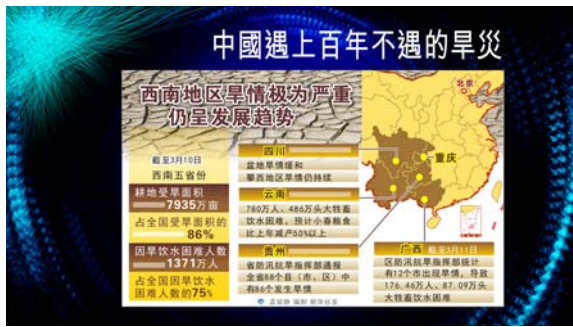 中國遇上百年不遇的旱災
西南地区旱情极为严重
仍呈发展趋势
北京
重庆
截至3月10日
西南五省份
耕地受旱面积
7935万亩
占全国受旱面积的
86%
因旱饮水困难人数
1371万人
占全国因旱饮水
困难人数的75%
四川
盆地旱情缓和
攀西地区旱情仍持续
云南
780万人、486万头大牲畜
饮水困难，预计小春粮食
比上年减产50%以上
贵州
省防汛抗旱指挥部通报
全省88个县（市、区）中
有86个发生旱情
广西 截至3月11日
区防汛抗旱指挥部统计
有12个市出现旱情，导致
176.46万人、87.09万头
大牲畜饮水困难
编制 新华社发